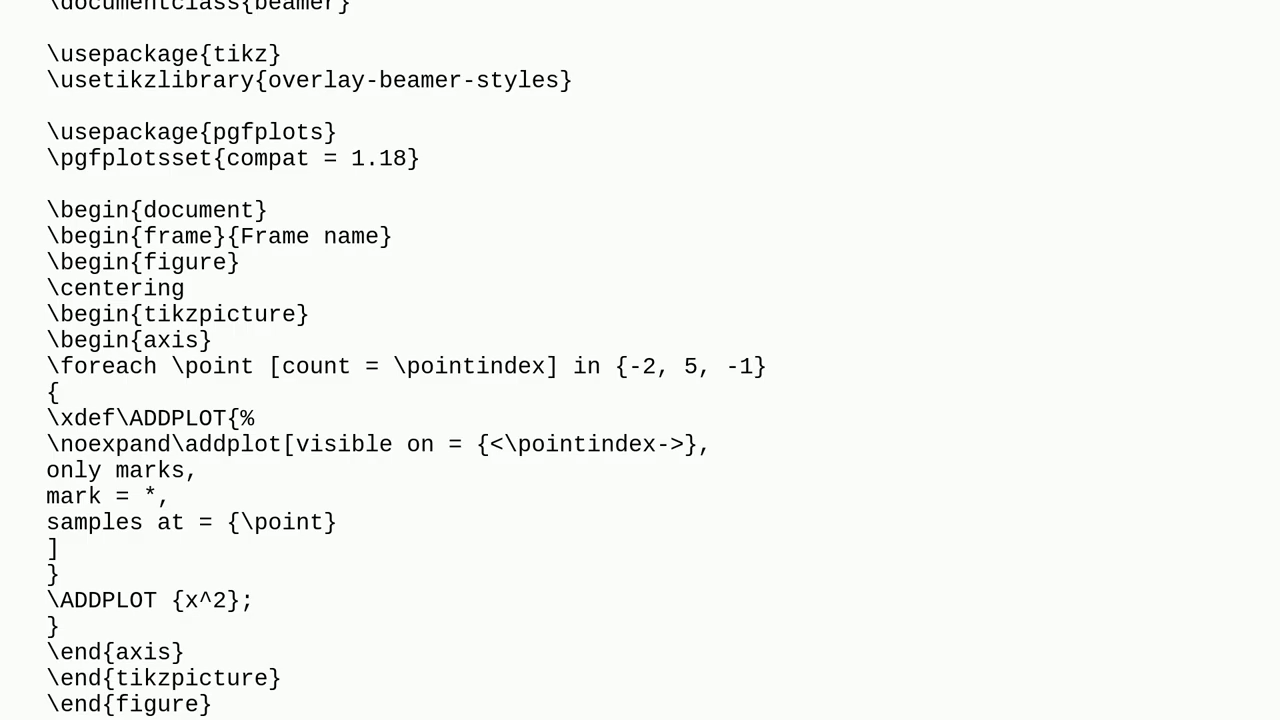 \documentclass{beamer}
\usepackage{tikz}
\usetikzlibrary{overlay-beamer-styles}
\usepackage{pgfplots}
\pgfplotsset{compat = 1.18}
\begin{document}
\begin{frame}{Frame name}
\begin{figure}
\centering
\begin{tikzpicture}
\begin{axis}
\foreach \point [count = \pointindex] in {-2, 5, -1}
{
\xdef\ADDPLOT{%
\noexpand\addplot[visible on = {<\pointindex->},
only marks,
mark = *,
samples at = {\point}
]
}
\ADDPLOT {x^2};
}
\end{axis}
\end{tikzpicture}
\end{figure}